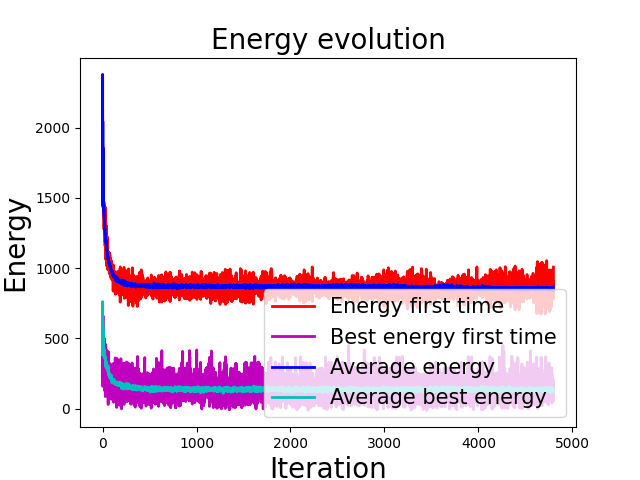 Energy evolution
Energy
2000
1500
1000
500
0
Energy first time
Best energy first time
Average energy
Average best energy
0 1000 2000 3000 4000 5000
Iteration